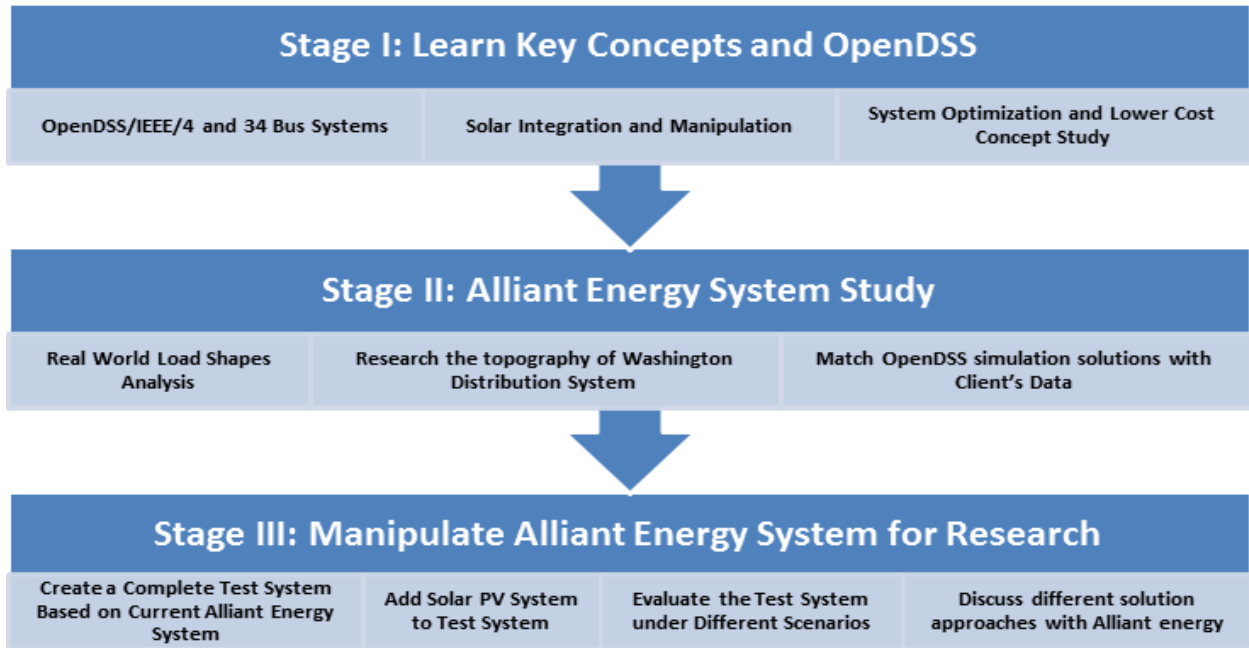 Stage I: Learn Key Concepts and OpenDSS
OpenDSS/IEEE/4 and 34 Bus Systems
Solar Integration and Manipulation
System Optimization and Lower Cost
Concept Study
Stage II: Alliant Energy System Study
Real World Load Shapes
Analysis
Research the topography of Washington
Distribution System
Match OpenDSS simulation solutions with
Client's Data
Stage III: Manipulate Alliant Energy System for Research
Create a Complete Test System
Based on Current Alliant Energy
System
Add Solar PV System
to Test System
Evaluate the Test System
under Different Scenarios
Discuss different solution
approaches with Alliant energy